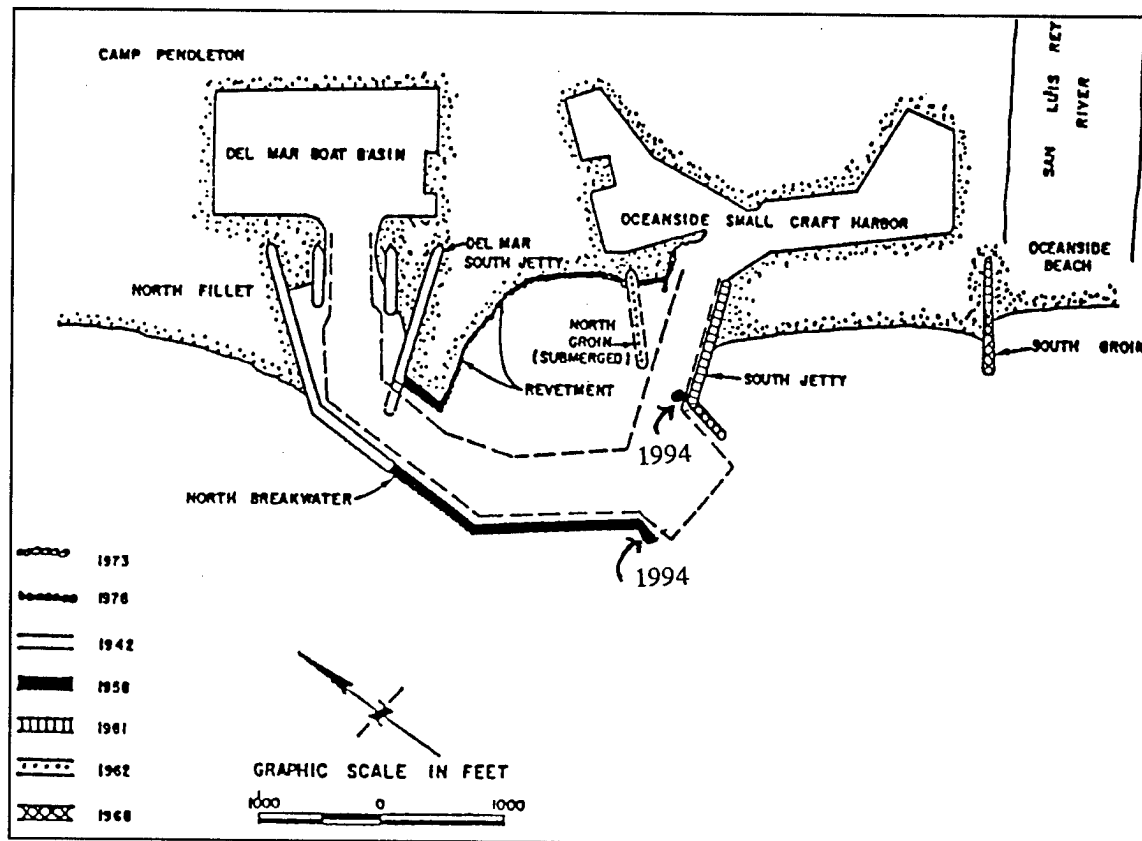 CAMP PENDLETON
SAN LUIS REY
RIVER
DEL MAR BOAT BASIN
OCEANSIDE SMALL CRAFT HARBOR
DEL MAR
SOUTH JETTY
OCEANSIDE
BEACH
NORTH FILLET
NORTH
GROIN
(SUBMERGED)
SOUTH GROIN
SOUTH JETTY
REVETMENT
1994
NORTH BREAKWATER
1994
1973
1976
1942
1958
1961
1962
1968
N
GRAPHIC SCALE IN FEET
1000 0 1000